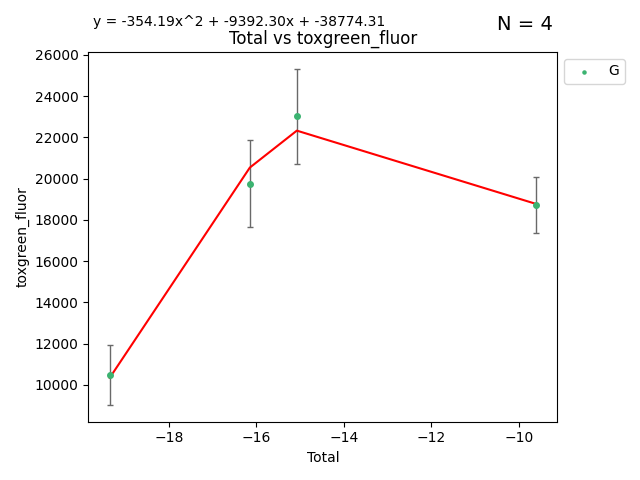 y = -354.19x^2 + -9392.30x + -38774.31
N = 4
Total vs toxgreen_fluor
G
26000
24000
22000
20000
18000
16000
14000
12000
10000
toxgreen_fluor
−18
−16
−14
−12
−10
Total